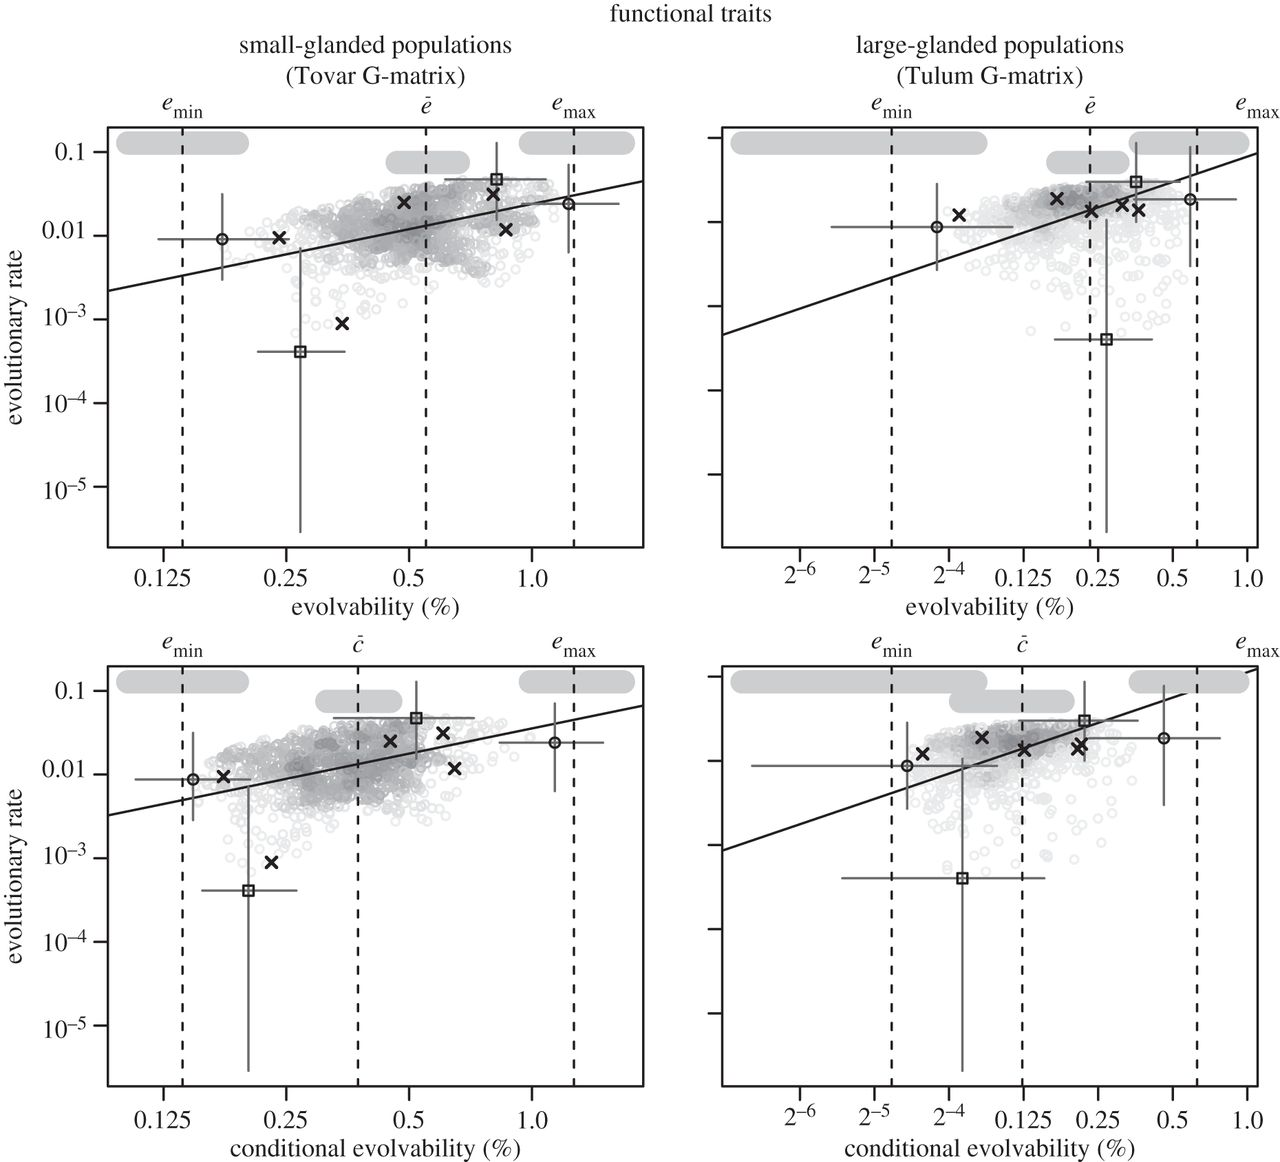 functional traits
small-glanded populations
(Tovar G-matrix)
large-glanded populations
(Tulum G-matrix)
e_min ē e_max
e_min ē e_max
0.1
0.01
10⁻³
10⁻⁴
10⁻⁵
evolutionary rate
0.125 0.25 0.5 1.0
evolvability (%)
2⁻⁶ 2⁻⁵ 2⁻⁴ 0.125 0.25 0.5 1.0
evolvability (%)
e_min c̄ e_max
e_min c̄ e_max
0.1
0.01
10⁻³
10⁻⁴
10⁻⁵
evolutionary rate
0.125 0.25 0.5 1.0
conditional evolvability (%)
2⁻⁶ 2⁻⁵ 2⁻⁴ 0.125 0.25 0.5 1.0
conditional evolvability (%)